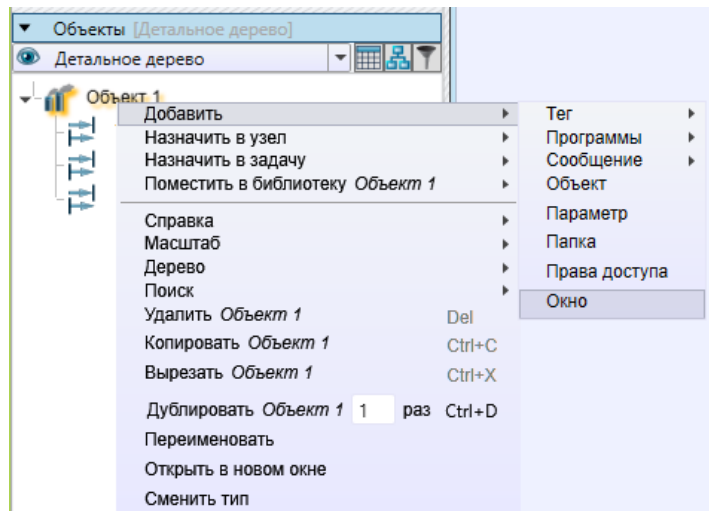 Объекты [Детальное дерево]
Детальное дерево
Объект 1
Добавить
Назначить в узел
Назначить в задачу
Поместить в библиотеку Объект 1
Справка
Масштаб
Дерево
Поиск
Удалить Объект 1 Del
Копировать Объект 1 Ctrl+C
Вырезать Объект 1 Ctrl+X
Дублировать Объект 1 1 раз Ctrl+D
Переименовать
Открыть в новом окне
Сменить тип
Тег
Программы
Сообщение
Объект
Параметр
Папка
Права доступа
Окно